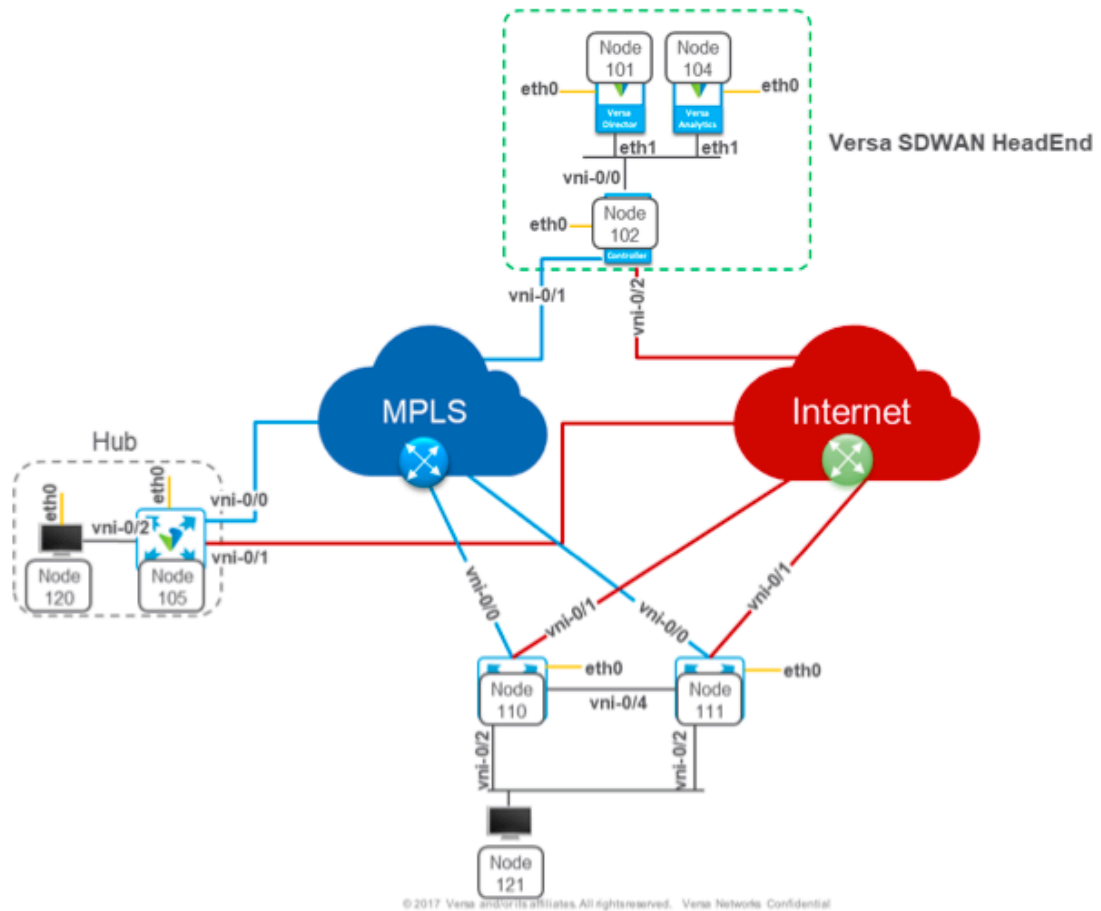 Node
101
Node
104
eth0
eth0
Versa
Director
Versa
Analytics
eth1
eth1
Versa SDWAN HeadEnd
vni-0/0
eth0
Node
102
Controller
vni-0/1
vni-0/2
MPLS
Internet
Hub
eth0
eth0
vni-0/0
vni-0/2
vni-0/1
Node
120
Node
105
vni-0/0
vni-0/1
vni-0/0
vni-0/1
eth0
eth0
Node
110
vni-0/4
Node
111
vni-0/2
vni-0/2
Node
121
© 2017 Versa and/or its affiliates. All rights reserved. Versa Networks Confidential